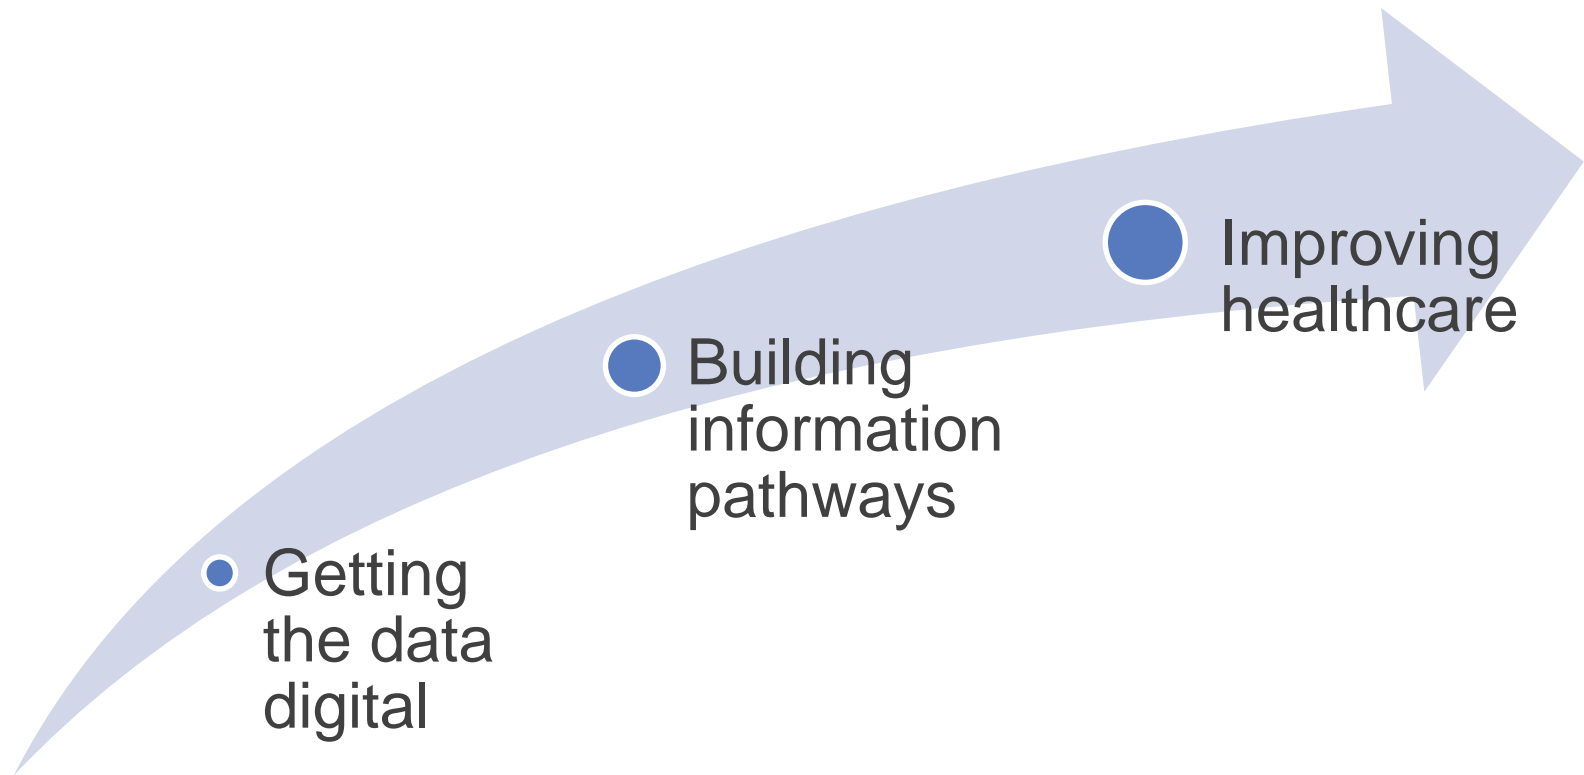 Improving
healthcare
Building
information
pathways
Getting
the data
digital